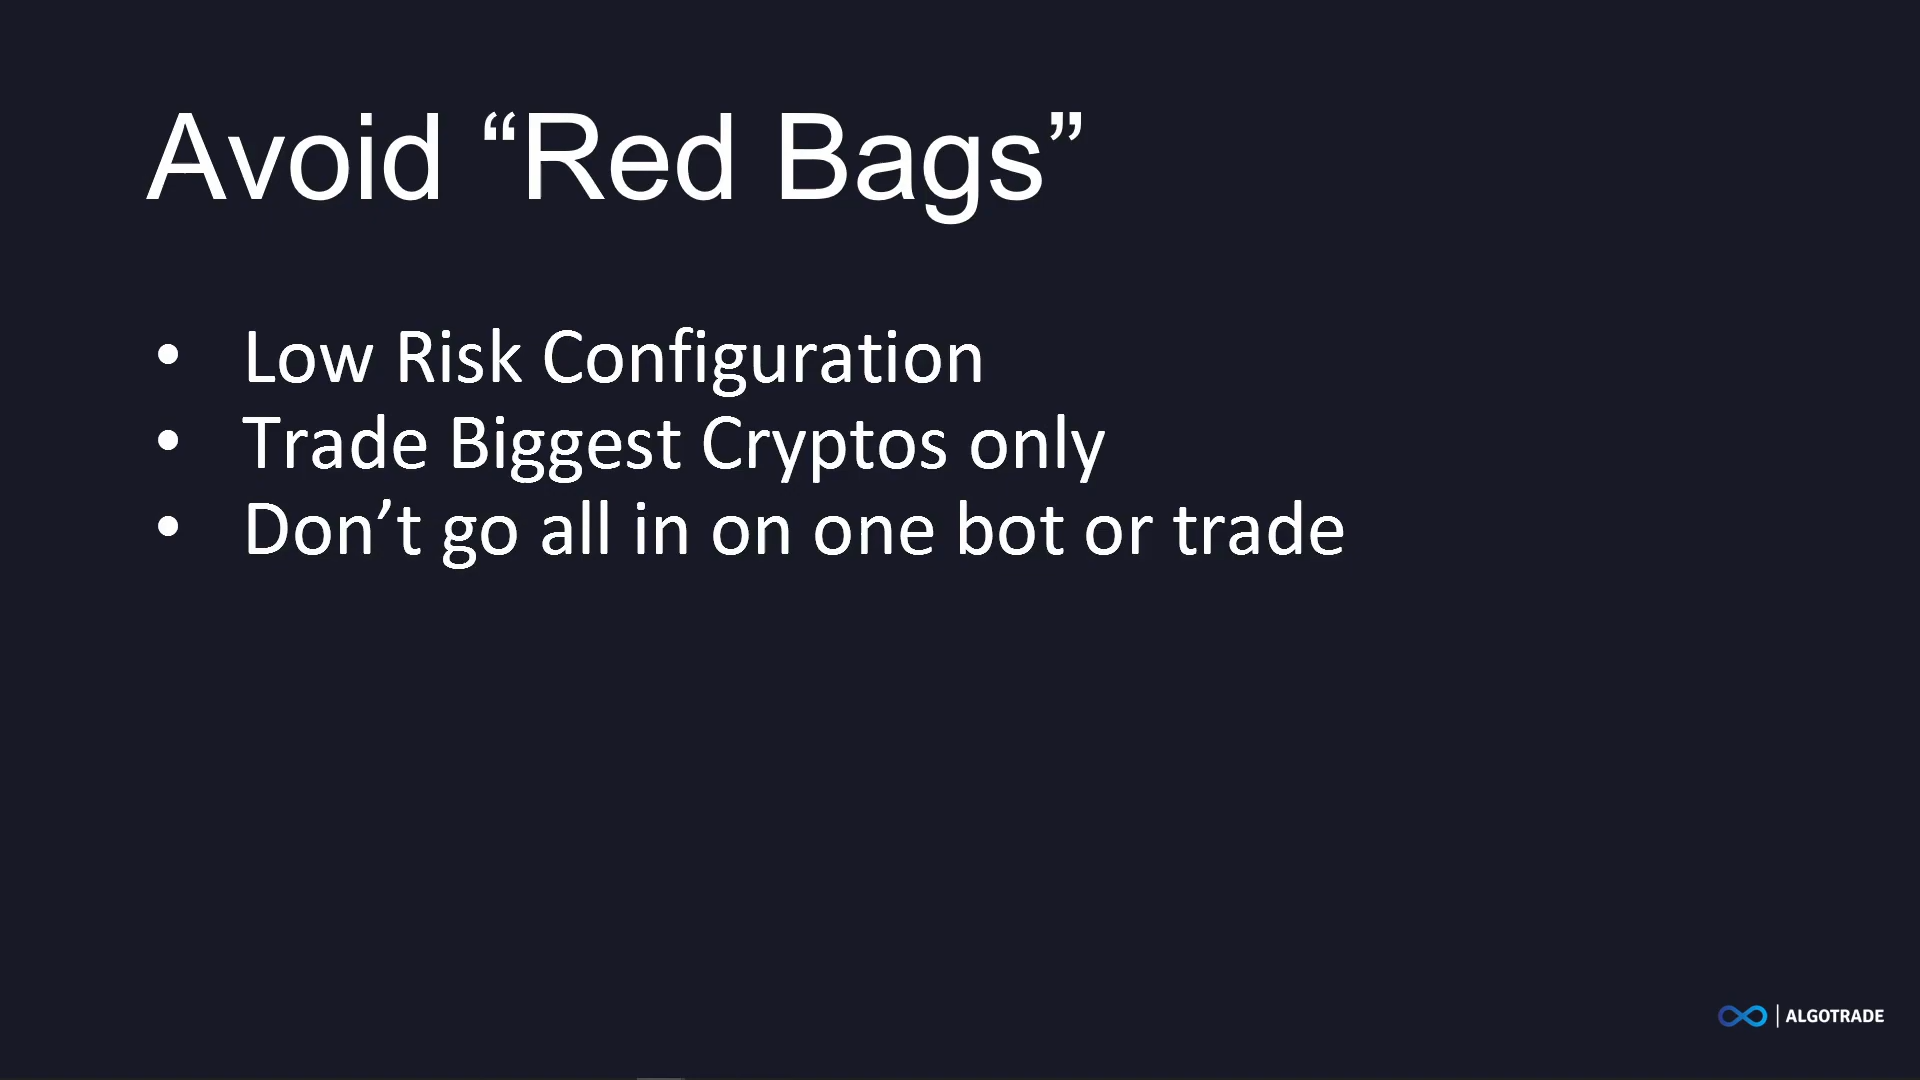 Avoid “Red Bags”
• Low Risk Configuration
• Trade Biggest Cryptos only
• Don’t go all in on one bot or trade
ALGOTRADE